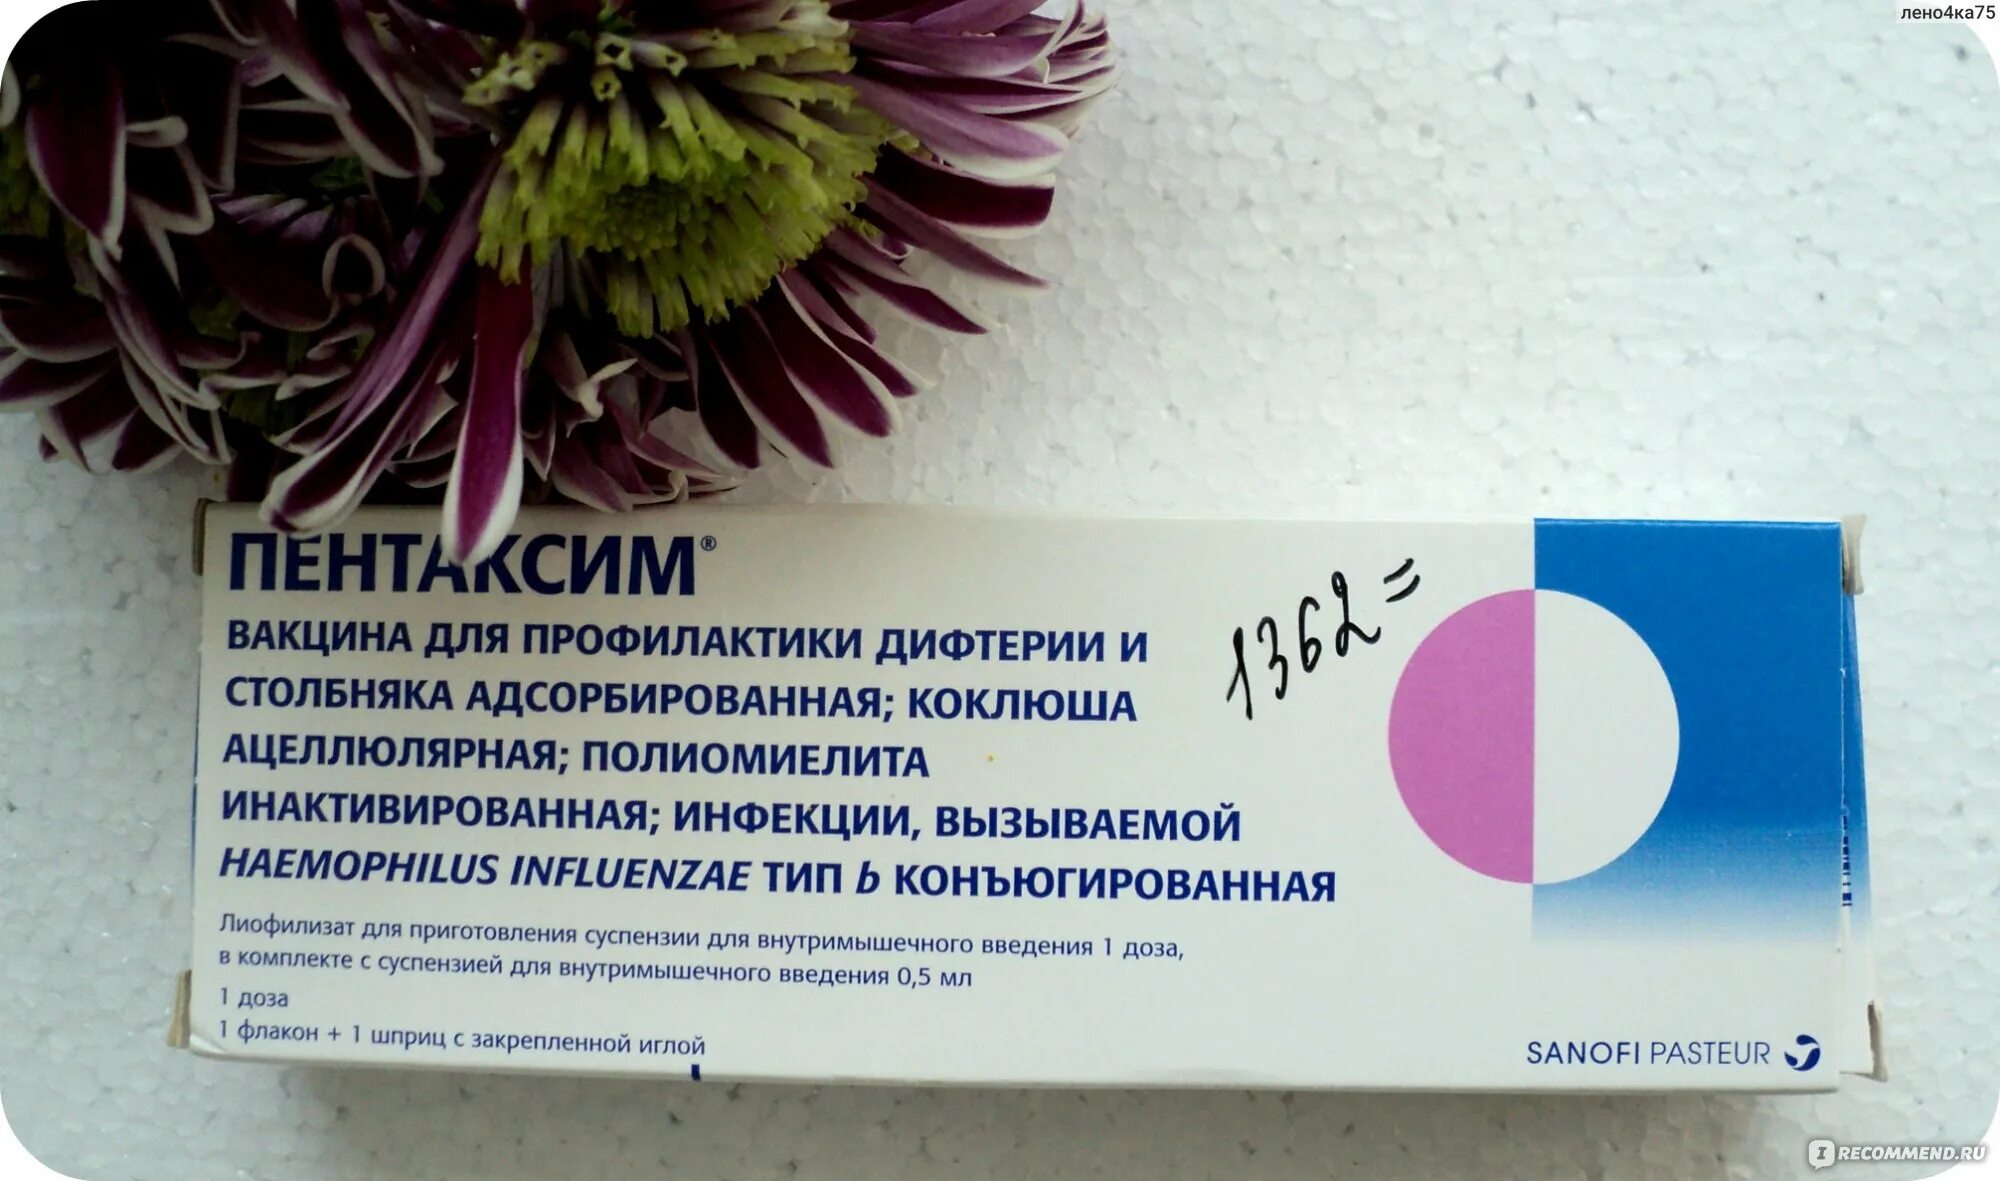 лено4ка75
ПЕНТАКСИМ®
ВАКЦИНА ДЛЯ ПРОФИЛАКТИКИ ДИФТЕРИИ И
СТОЛБНЯКА АДСОРБИРОВАННАЯ; КОКЛЮША
АЦЕЛЛЮЛЯРНАЯ; ПОЛИОМИЕЛИТА
ИНАКТИВИРОВАННАЯ; ИНФЕКЦИИ, ВЫЗЫВАЕМОЙ
HAEMOPHILUS INFLUENZAE ТИП b КОНЪЮГИРОВАННАЯ
1362=
Лиофилизат для приготовления суспензии для внутримышечного введения 1 доза,
в комплекте с суспензией для внутримышечного введения 0,5 мл
1 доза
1 флакон + 1 шприц с закрепленной иглой
SANOFI PASTEUR
IRECOMMEND.RU